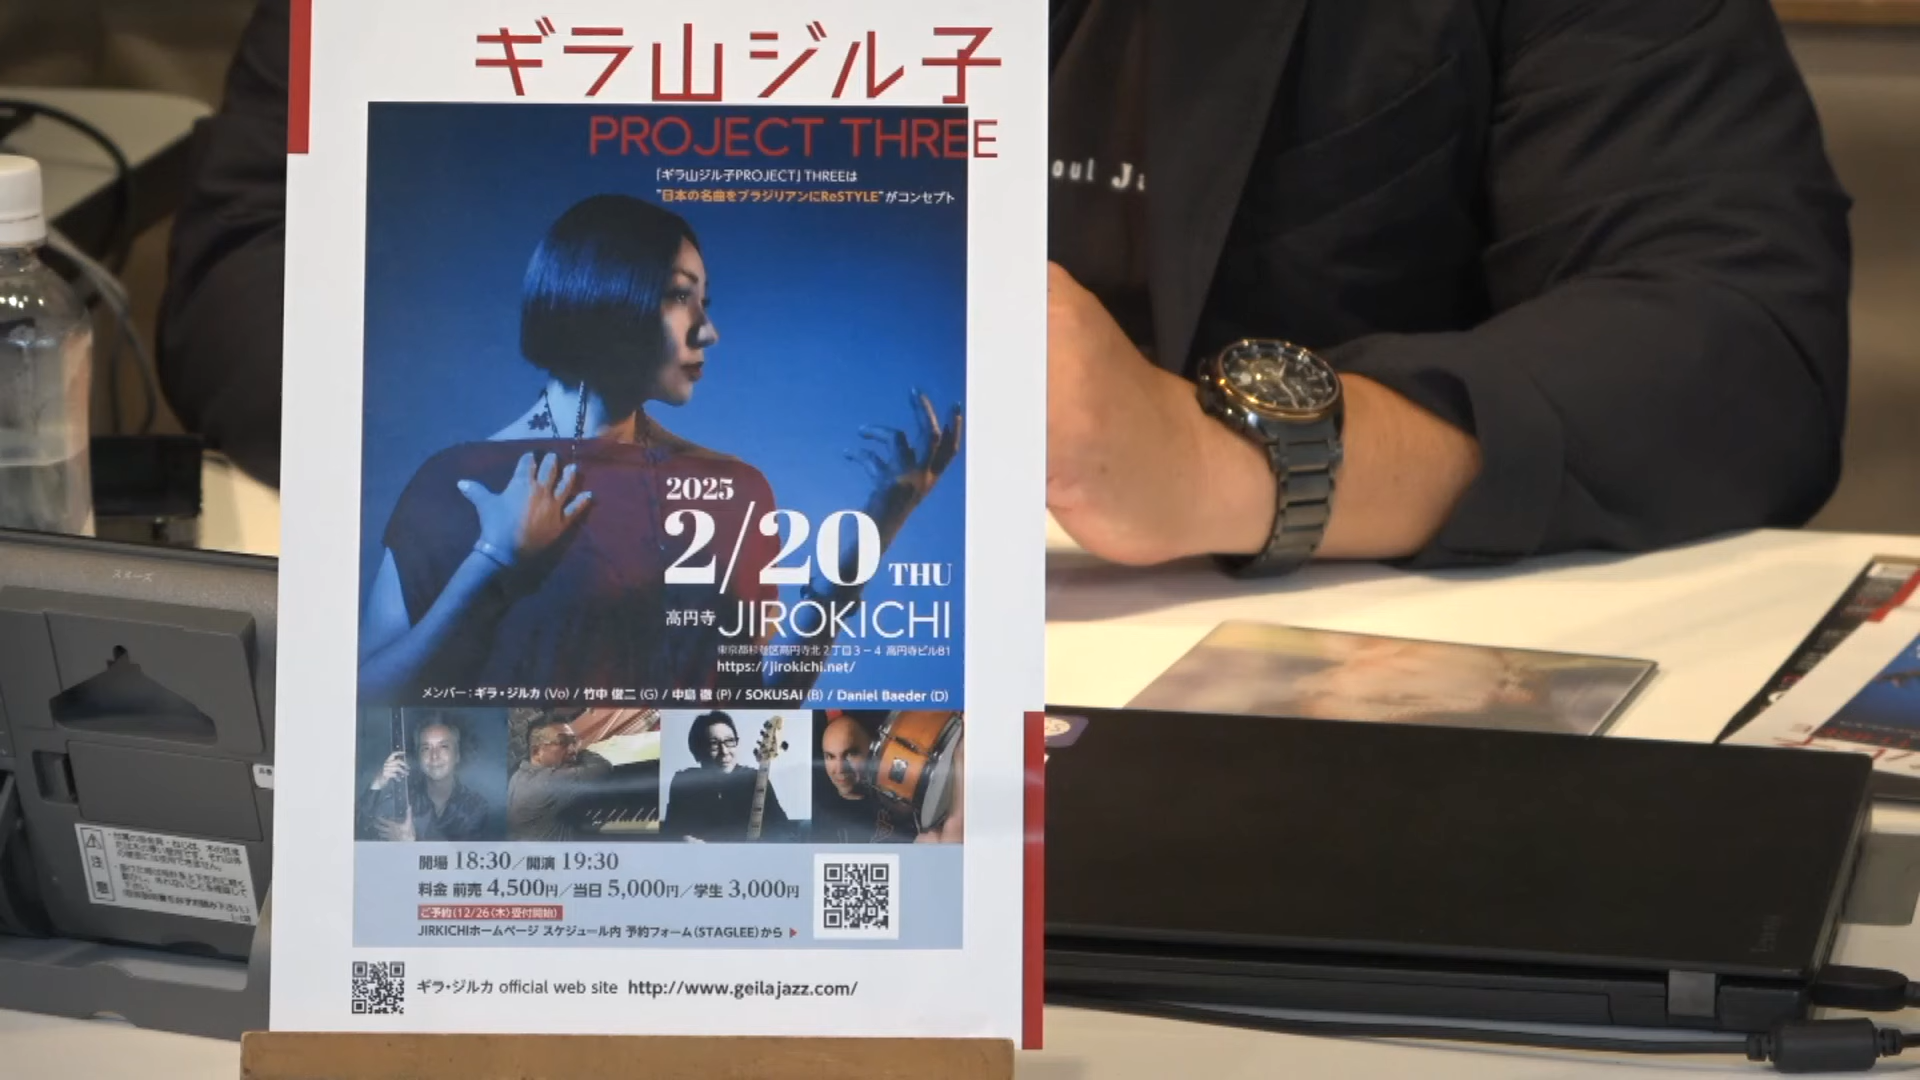 ギラ山ジル子
PROJECT THREE
「ギラ山ジル子PROJECT」THREEは
"日本の名曲をブラジリアンにReSTYLE"がコンセプト
oul Ja
2025
2/20 THU
高円寺 JIROKICHI
東京都杉並区高円寺北2丁目3-4 高円寺ビルB1
https://jirokichi.net/
メンバー：ギラ・ジルカ (Vo) / 竹中 俊二 (G) / 中島 徹 (P) / SOKUSAI (B) / Daniel Baeder (D)
開場 18:30／開演 19:30
料金 前売 4,500円／当日 5,000円／学生 3,000円
ご予約（12/26〈木〉受付開始）
JIRKICHIホームページ スケジュール内 予約フォーム（STAGLEE）から
ギラ・ジルカ official web site http://www.geilajazz.com/
注意